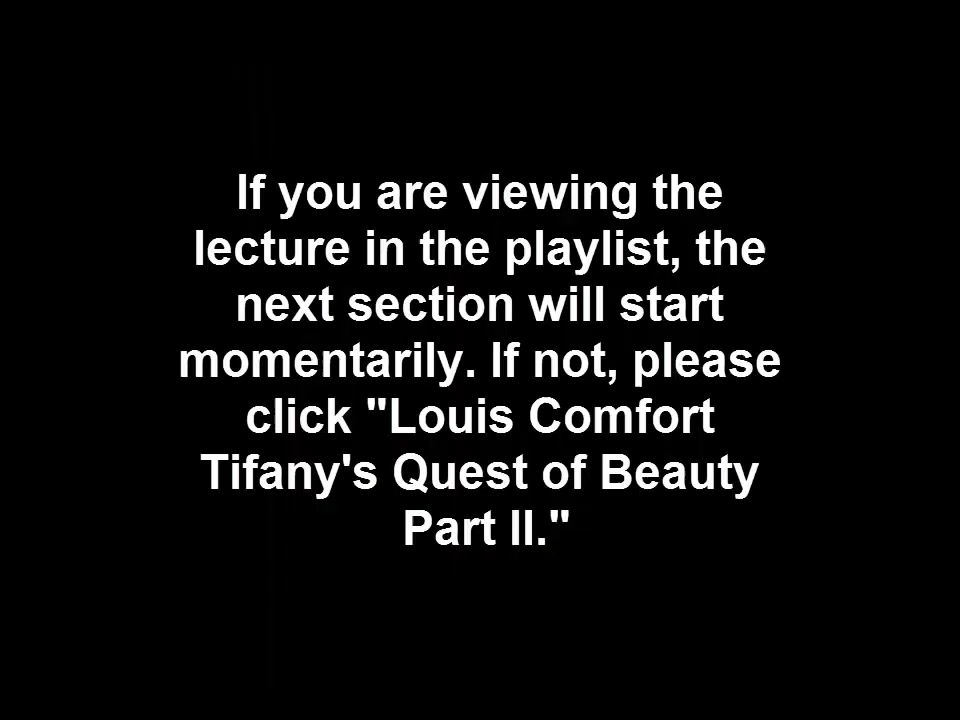 If you are viewing the
lecture in the playlist, the
next section will start
momentarily. If not, please
click "Louis Comfort
Tifany's Quest of Beauty
Part II."